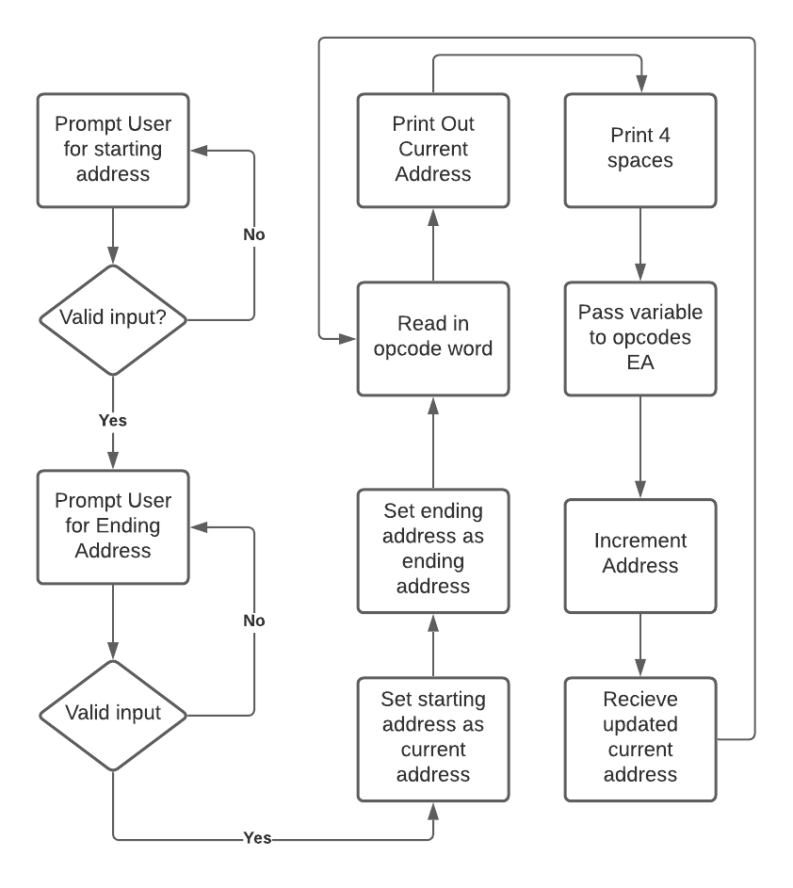 Prompt User
for starting
address
No
Valid input?
Yes
Prompt User
for Ending
Address
No
Valid input
Yes
Set starting
address as
current
address
Set ending
address as
ending
address
Read in
opcode word
Print Out
Current
Address
Print 4
spaces
Pass variable
to opcodes
EA
Increment
Address
Recieve
updated
current
address